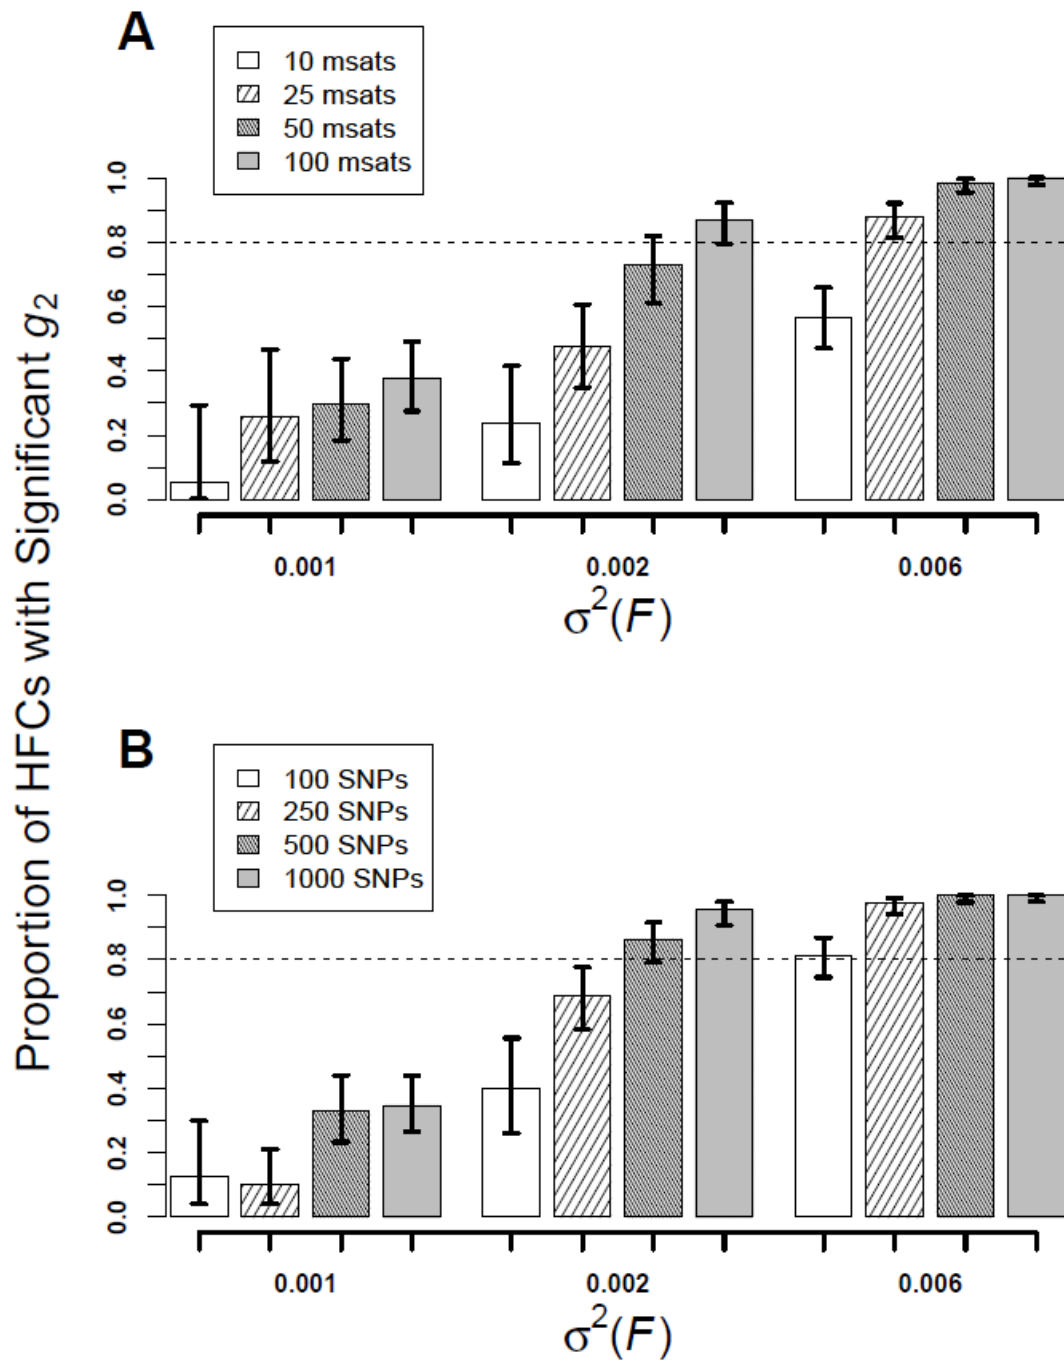 Proportion of HFCs with Significant g2
A
10 msats
25 msats
50 msats
100 msats
1.0
0.8
0.6
0.4
0.2
0.0
0.001 0.002 0.006
σ2(F)
B
100 SNPs
250 SNPs
500 SNPs
1000 SNPs
1.0
0.8
0.6
0.4
0.2
0.0
0.001 0.002 0.006
σ2(F)